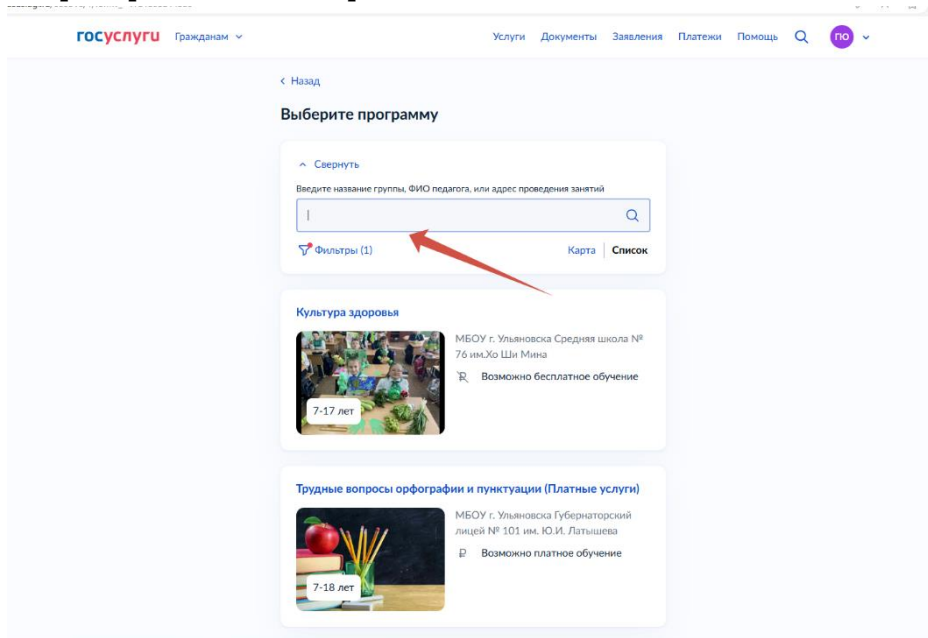 госуслуги Гражданам Услуги Документы Заявления Платежи Помощь ПО
Назад
Выберите программу
Свернуть
Введите название группы, ФИО педагога, или адрес проведения занятий
Фильтры (1) Карта Список
Культура здоровья
МБОУ г. Ульяновска Средняя школа №
76 им.Хо Ши Мина
Возможно бесплатное обучение
7-17 лет
Трудные вопросы орфографии и пунктуации (Платные услуги)
МБОУ г. Ульяновска Губернаторский
лицей № 101 им. Ю.И. Латышева
Возможно платное обучение
7-18 лет